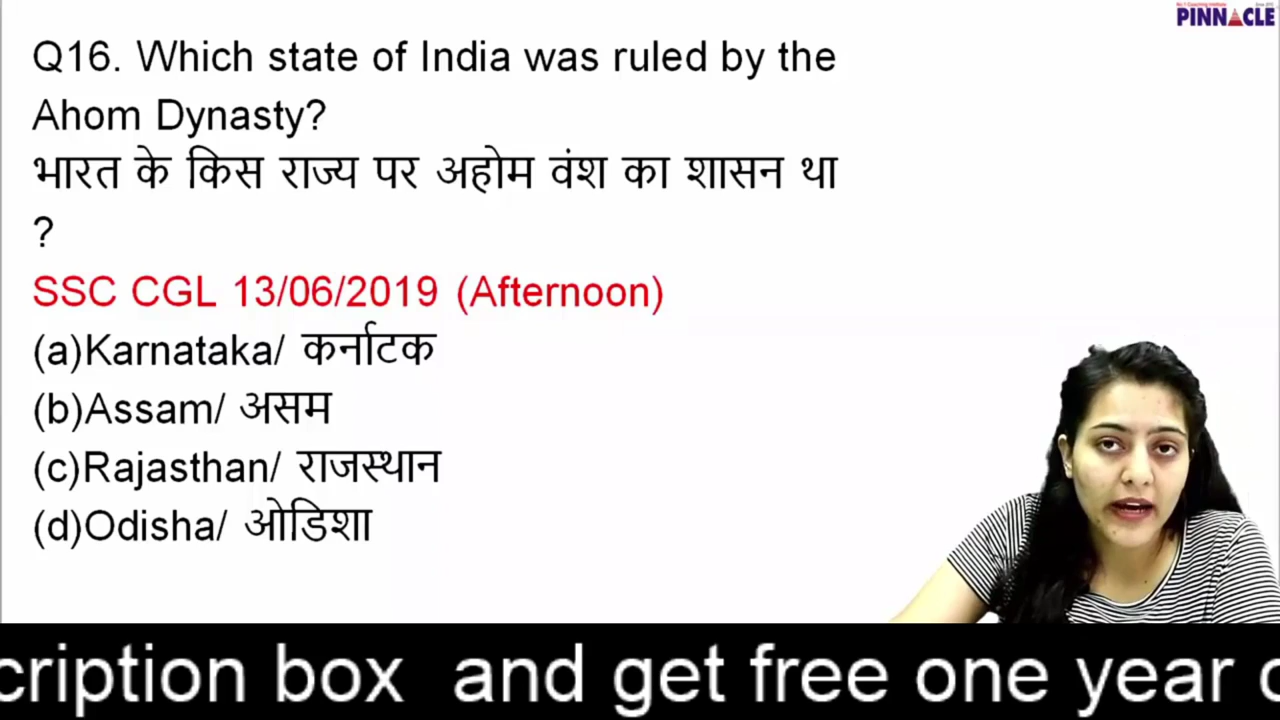 PINNACLE
Q16. Which state of India was ruled by the
Ahom Dynasty?
भारत के किस राज्य पर अहोम वंश का शासन था
?
SSC CGL 13/06/2019 (Afternoon)
(a)Karnataka/ कर्नाटक
(b)Assam/ असम
(c)Rajasthan/ राजस्थान
(d)Odisha/ ओडिशा
cription box and get free one year